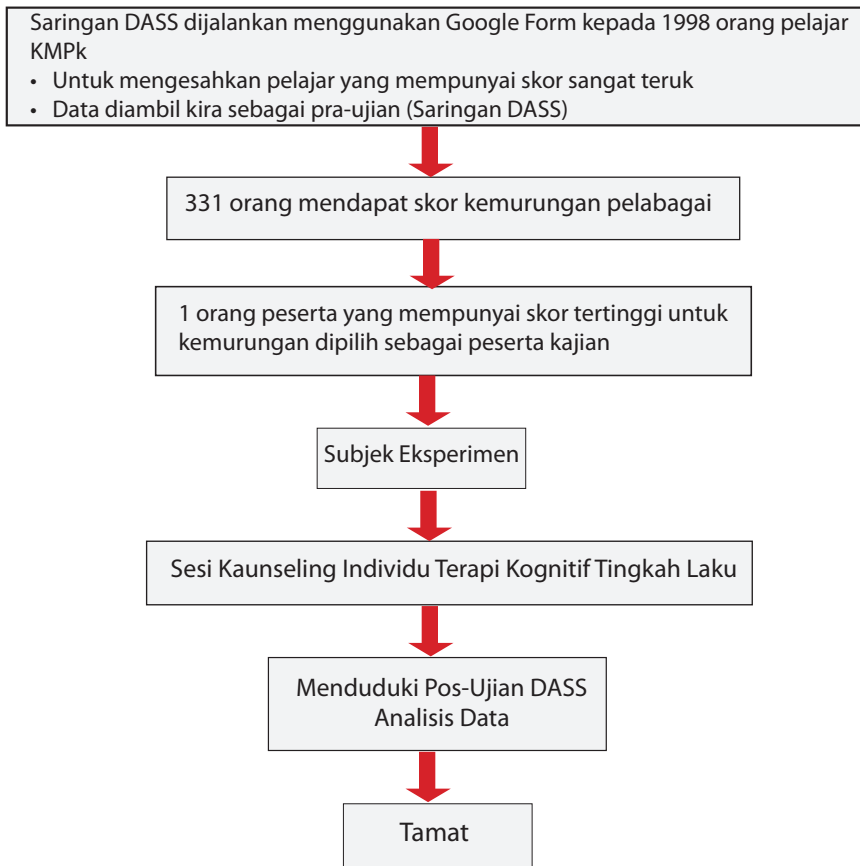 Saringan DASS dijalankan menggunakan Google Form kepada 1998 orang pelajar
KMPk
• Untuk mengesahkan pelajar yang mempunyai skor sangat teruk
• Data diambil kira sebagai pra-ujian (Saringan DASS)
331 orang mendapat skor kemurungan pelabagai
1 orang peserta yang mempunyai skor tertinggi untuk
kemurungan dipilih sebagai peserta kajian
Subjek Eksperimen
Sesi Kaunseling Individu Terapi Kognitif Tingkah Laku
Menduduki Pos-Ujian DASS
Analisis Data
Tamat